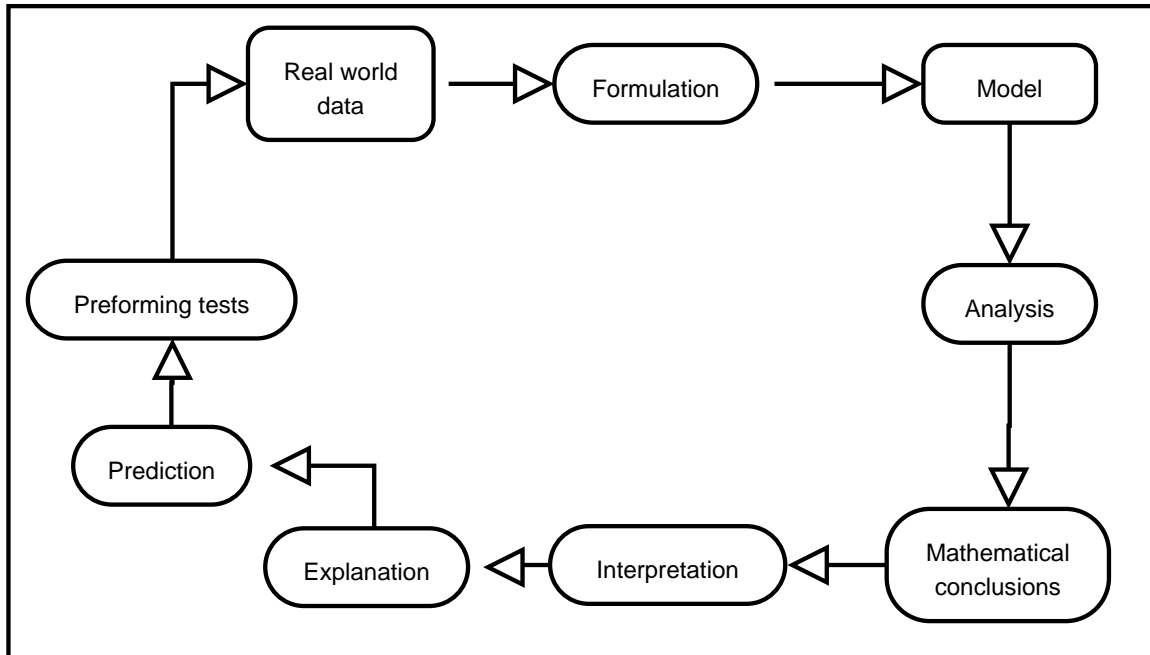 Real world
data
Formulation
Model
Analysis
Mathematical
conclusions
Interpretation
Explanation
Prediction
Preforming tests